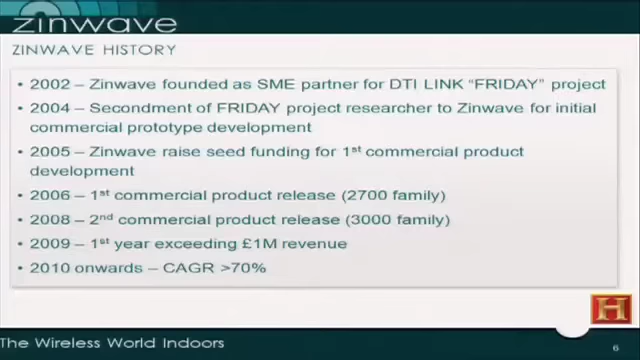 zinwave
ZINWAVE HISTORY
• 2002 – Zinwave founded as SME partner for DTI LINK “FRIDAY” project
• 2004 – Secondment of FRIDAY project researcher to Zinwave for initial
commercial prototype development
• 2005 – Zinwave raise seed funding for 1st commercial product
development
• 2006 – 1st commercial product release (2700 family)
• 2008 – 2nd commercial product release (3000 family)
• 2009 – 1st year exceeding £1M revenue
• 2010 onwards – CAGR >70%
H
The Wireless World Indoors
6